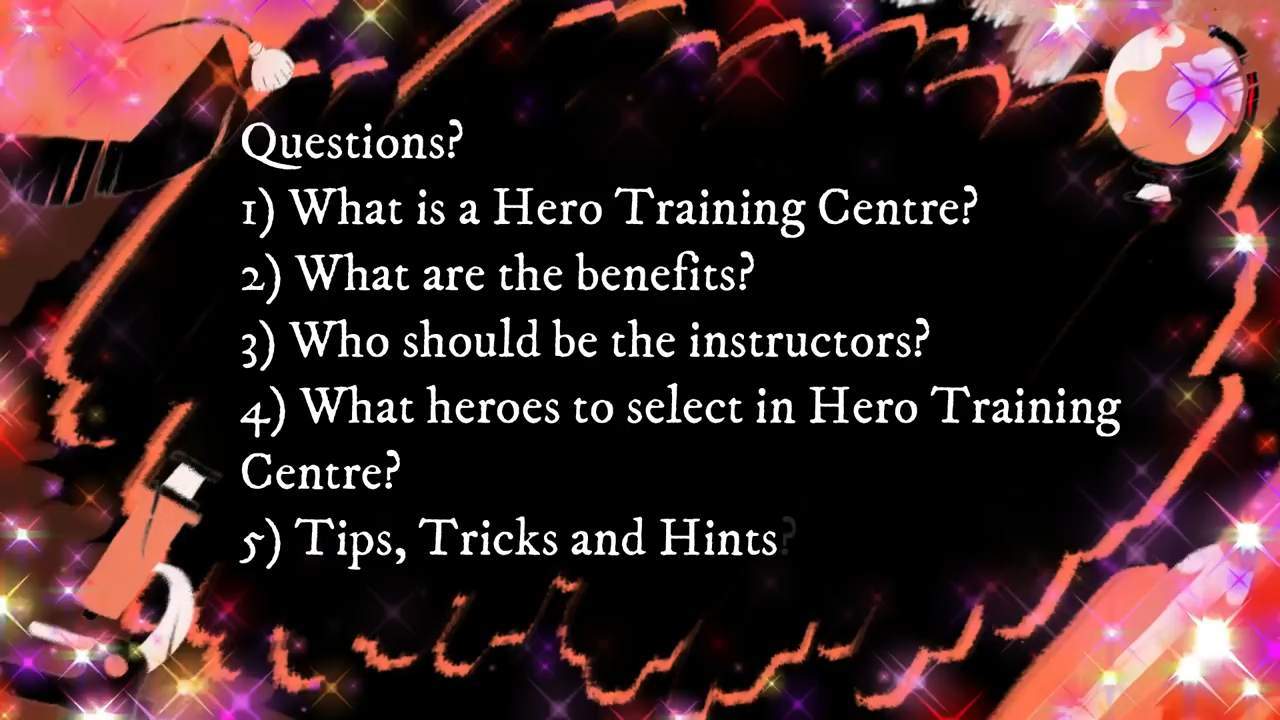 Questions?
1) What is a Hero Training Centre?
2) What are the benefits?
3) Who should be the instructors?
4) What heroes to select in Hero Training
Centre?
5) Tips, Tricks and Hints?